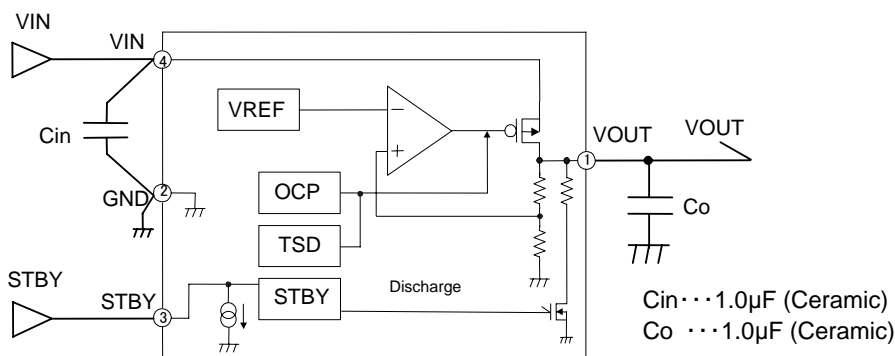 VIN
VIN
4
VREF
−
+
Cin
VOUT
VOUT
1
GND
2
OCP
Co
TSD
STBY
STBY
3
STBY
Discharge
Cin･･･1.0µF (Ceramic)
Co ･･･1.0µF (Ceramic)